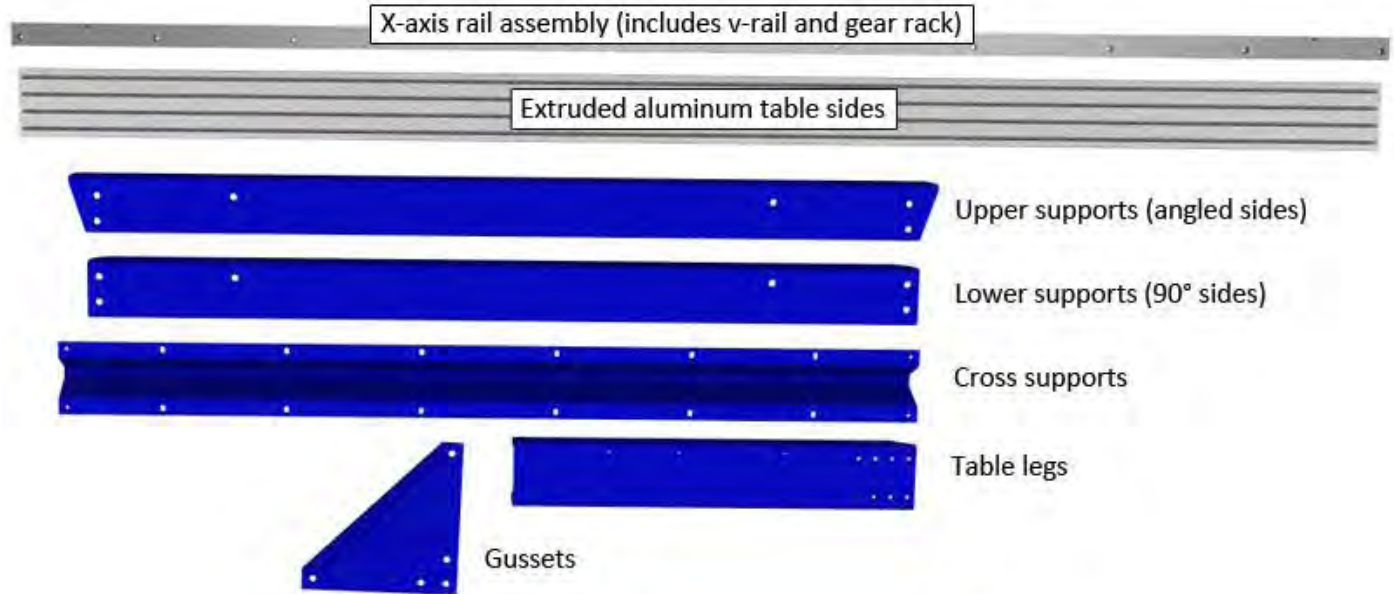 X-axis rail assembly (includes v-rail and gear rack)
Extruded aluminum table sides
Upper supports (angled sides)
Lower supports (90° sides)
Cross supports
Table legs
Gussets